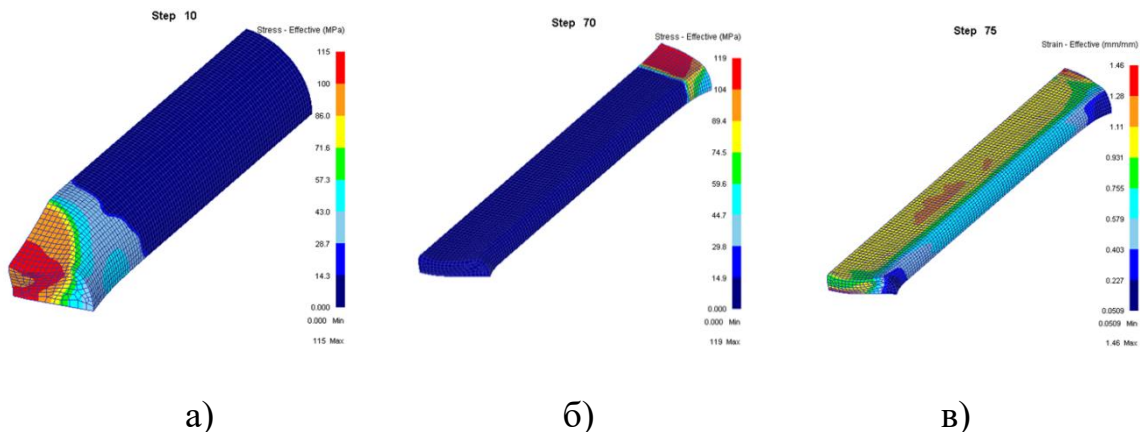 Step 10
Stress - Effective (MPa)
115
100
86.0
71.6
57.3
43.0
28.7
14.3
0.000
0.000 Min
115 Max
Step 70
Stress - Effective (MPa)
119
104
89.4
74.5
59.6
44.7
29.8
14.9
0.000
0.000 Min
119 Max
Step 75
Strain - Effective (mm/mm)
1.46
1.28
1.11
0.931
0.755
0.579
0.403
0.227
0.0509
0.0509 Min
1.46 Max
а)
б)
в)